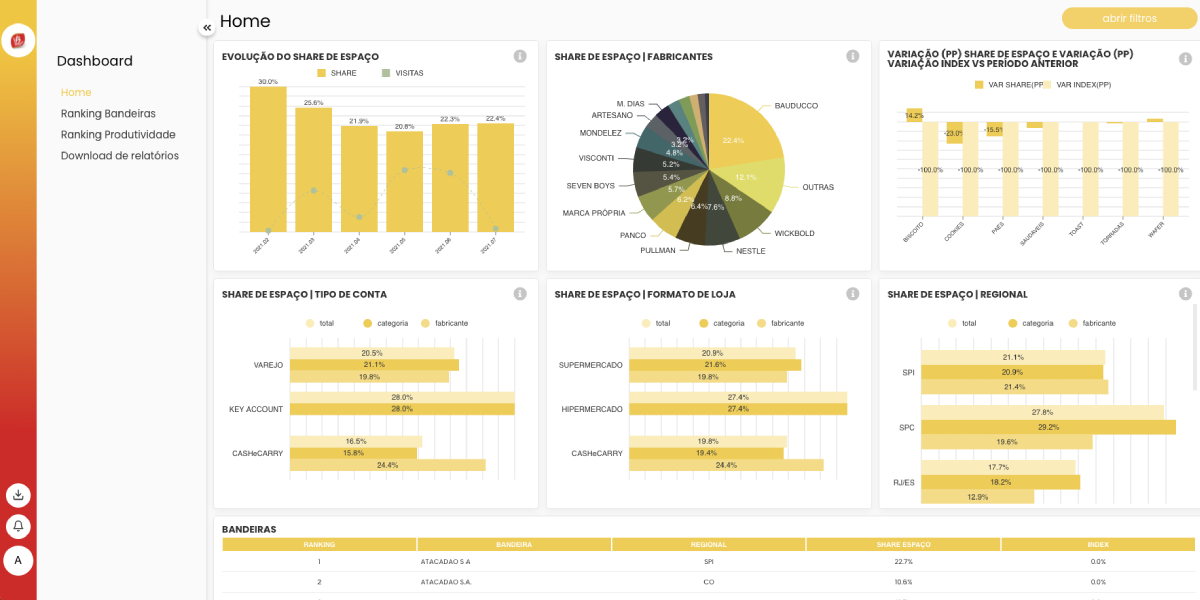 Home
abrir filtros
Dashboard
Home
Ranking Bandeiras
Ranking Produtividade
Download de relatórios
A
EVOLUÇÃO DO SHARE DE ESPAÇO
SHARE VISITAS
30.0%
25.6%
21.9%
20.8%
22.3%
22.4%
2021.02
2021.03
2021.04
2021.05
2021.06
2021.07
SHARE DE ESPAÇO | FABRICANTES
M. DIAS
ARTESANO
MONDELEZ
VISCONTI
SEVEN BOYS
MARCA PRÓPRIA
PANCO
PULLMAN
NESTLE
WICKBOLD
OUTRAS
BAUDUCCO
22.4%
12.1%
8.8%
7.6%
6.4%
6.2%
5.7%
5.4%
5.2%
4.8%
3.2%
3.2%
VARIAÇÃO (PP) SHARE DE ESPAÇO E VARIAÇÃO (PP)
VARIAÇÃO INDEX VS PERÍODO ANTERIOR
VAR SHARE(PP VAR INDEX(PP)
14.2%
-23.0%
-15.5%
-100.0% -100.0% -100.0% -100.0% -100.0% -100.0% -100.0%
BISCOITO
COOKIES
PAES
SAUDAVEIS
TOAST
TORRADAS
WAFER
SHARE DE ESPAÇO | TIPO DE CONTA
total categoria fabricante
VAREJO
20.5%
21.1%
19.8%
KEY ACCOUNT
28.0%
28.0%
CASHeCARRY
16.5%
15.8%
24.4%
SHARE DE ESPAÇO | FORMATO DE LOJA
total categoria fabricante
SUPERMERCADO
20.9%
21.6%
19.8%
HIPERMERCADO
27.4%
27.4%
CASHeCARRY
19.8%
19.4%
24.4%
SHARE DE ESPAÇO | REGIONAL
total categoria fabricante
SPI
21.1%
20.9%
21.4%
SPC
27.8%
29.2%
19.6%
RJ/ES
17.7%
18.2%
12.9%
BANDEIRAS
RANKING BANDEIRA REGIONAL SHARE ESPAÇO INDEX
1 ATACADAO S A SPI 22.7% 0.0%
2 ATACADAO S.A. CO 10.6% 0.0%